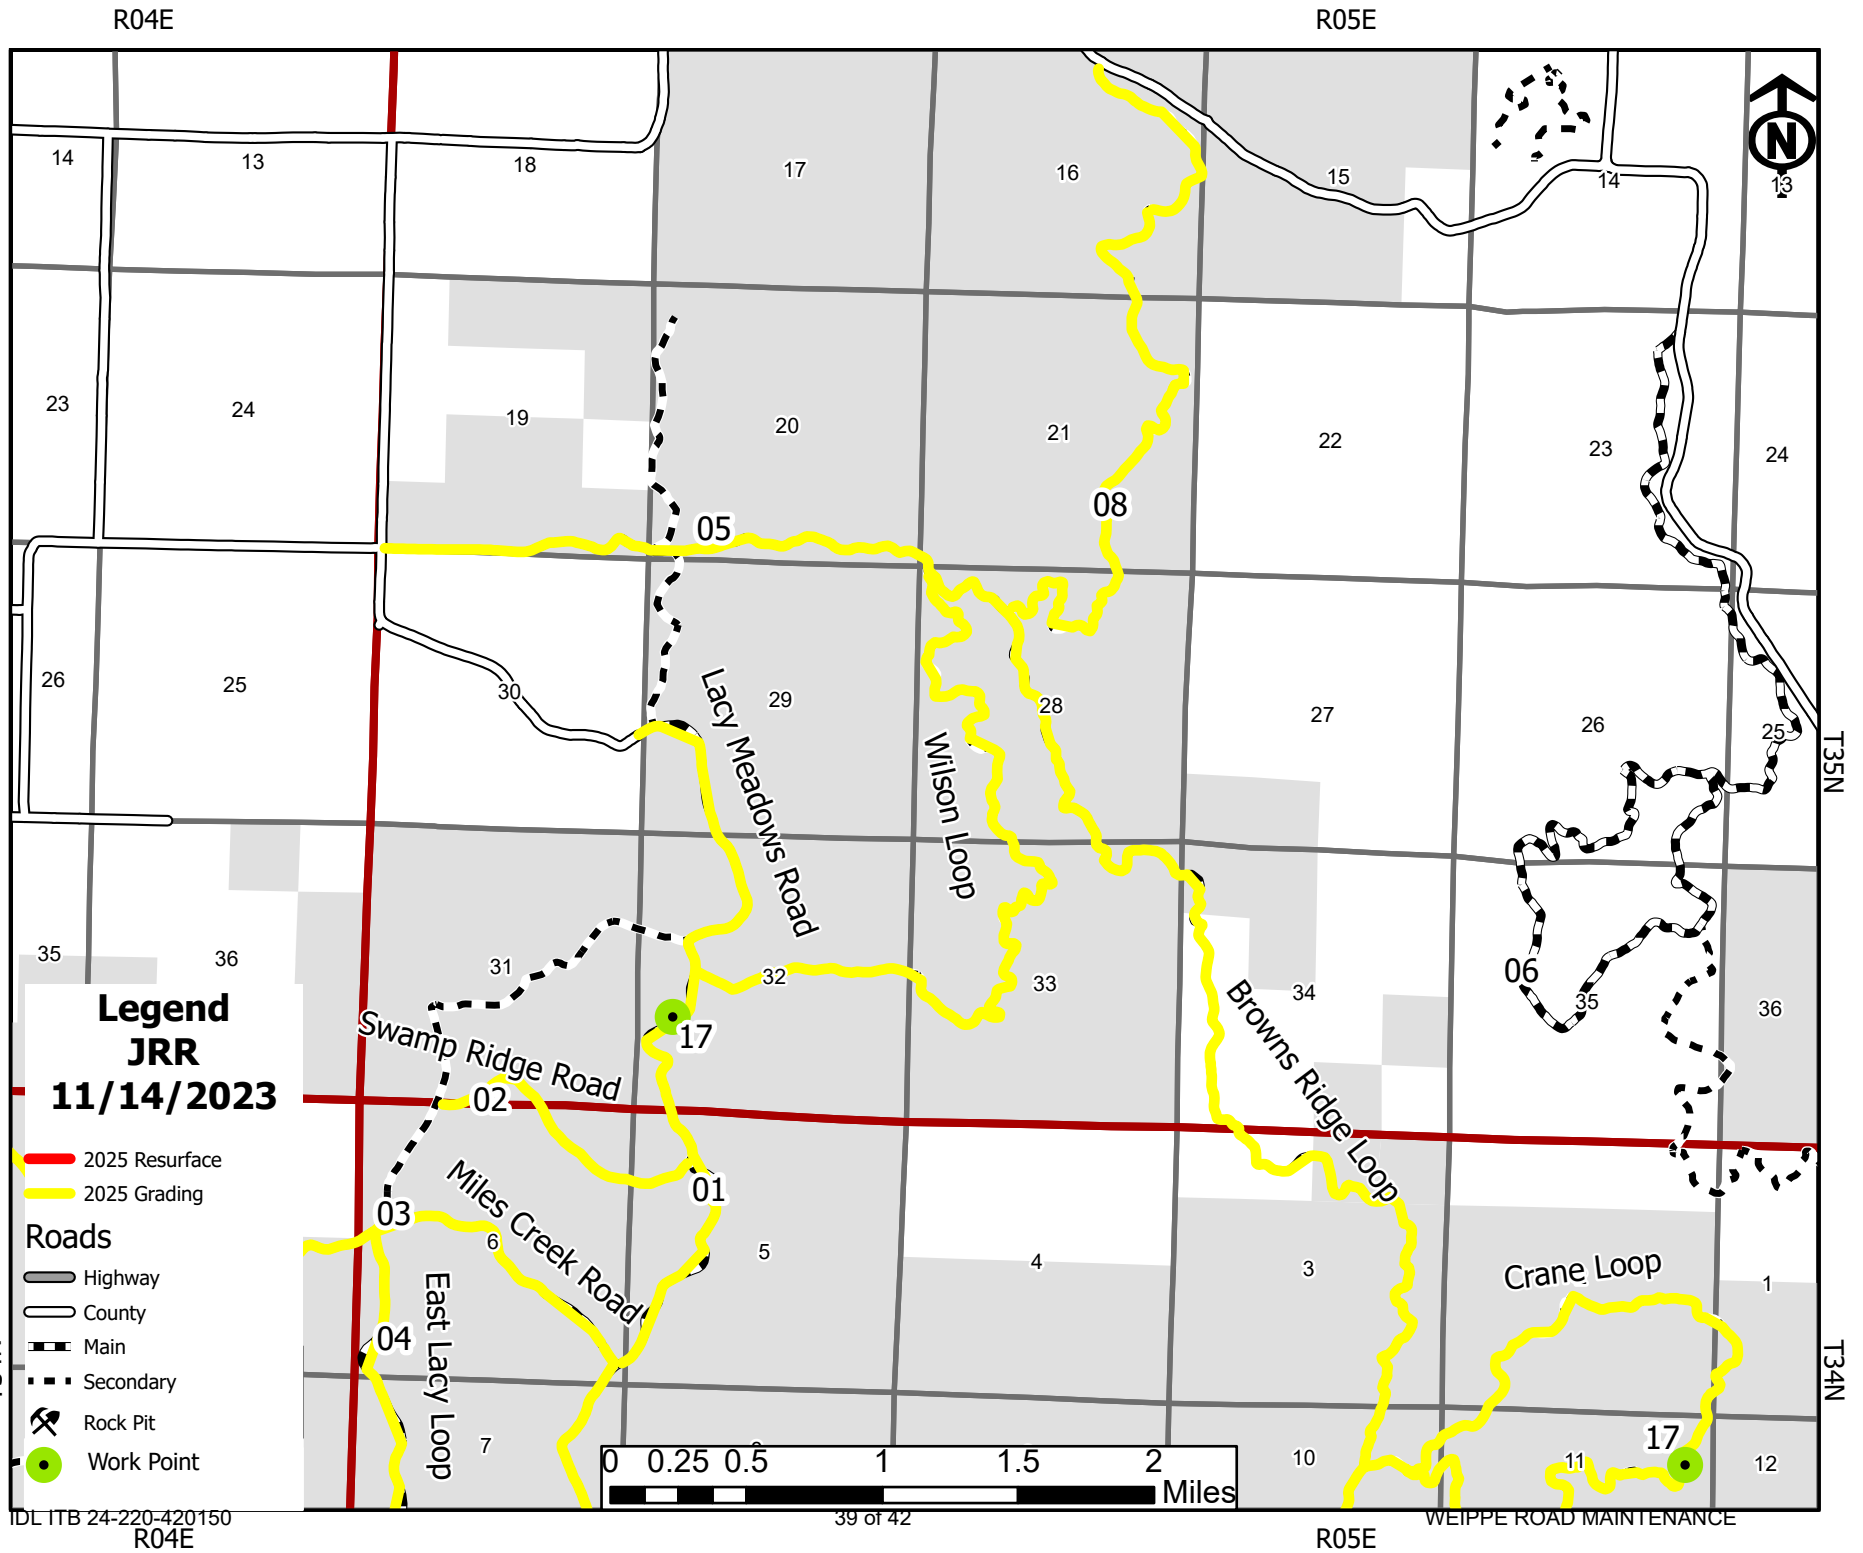 R04E
R05E
14
13
18
17
16
15
14
13
N
23
24
19
20
21
22
23
24
05
08
26
25
30
29
28
27
26
25
T35N
Lacy Meadows Road
Wilson Loop
35
36
31
32
33
34
35
36
06
Browns Ridge Loop
17
Swamp Ridge Road
02
01
Miles Creek Road
03
04
6
5
4
3
1
East Lacy Loop
Crane Loop
T34N
7
10
11
12
17
Legend
JRR
11/14/2023
2025 Resurface
2025 Grading
Roads
Highway
County
Main
Secondary
Rock Pit
Work Point
0 0.25 0.5 1 1.5 2
Miles
IDL ITB 24-220-420150
39 of 42
WEIPPE ROAD MAINTENANCE
R04E
R05E